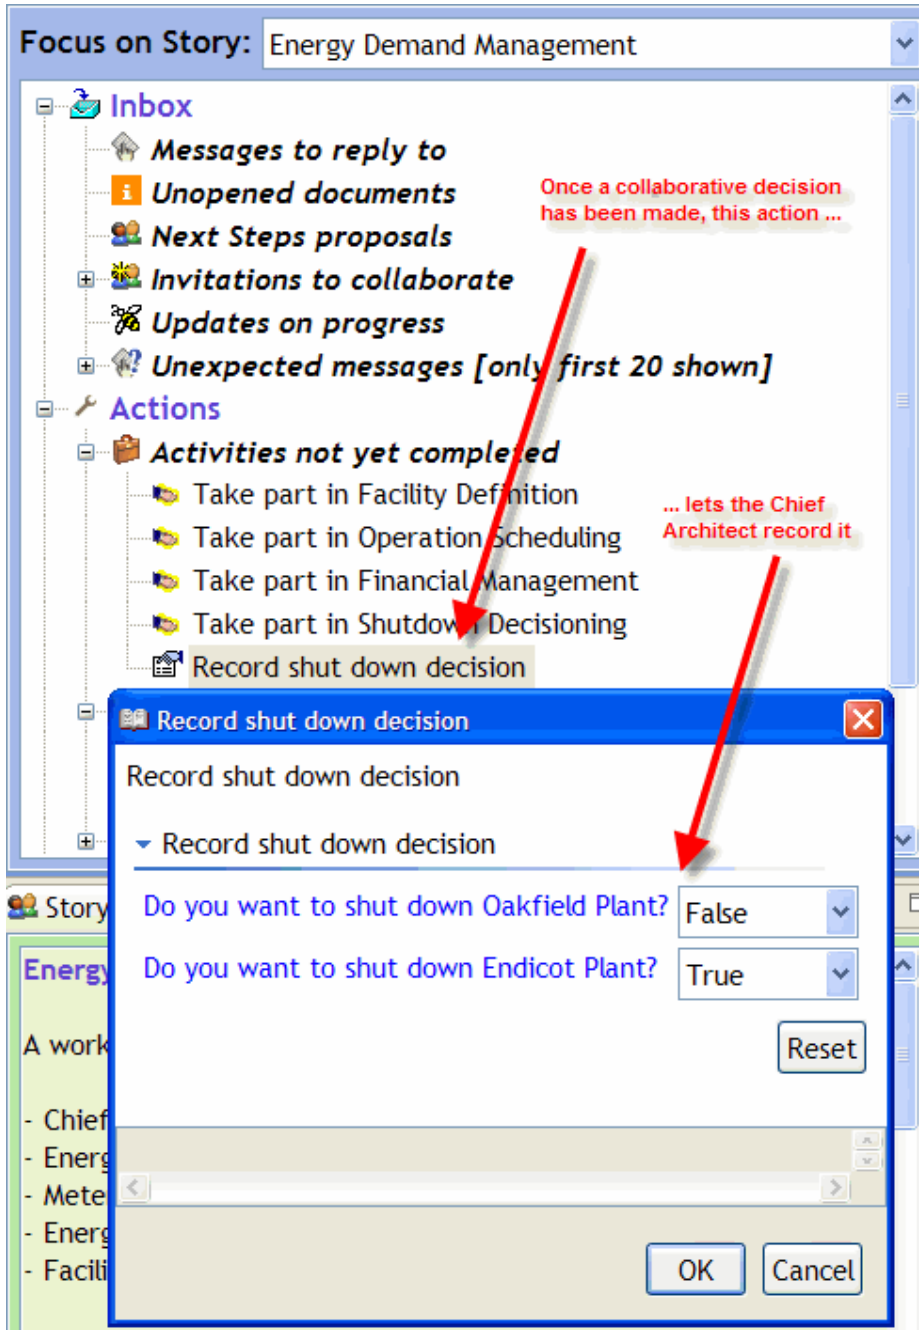 Focus on Story: Energy Demand Management
Inbox
Messages to reply to
Unopened documents
Next Steps proposals
Invitations to collaborate
Updates on progress
Unexpected messages [only first 20 shown]
Once a collaborative decision
has been made, this action ...
Actions
Activities not yet completed
Take part in Facility Definition
Take part in Operation Scheduling
Take part in Financial Management
Take part in Shutdown Decisioning
Record shut down decision
... lets the Chief
Architect record it
Record shut down decision
Record shut down decision
Record shut down decision
Do you want to shut down Oakfield Plant? False
Do you want to shut down Endicot Plant? True
Reset
OK Cancel
Story
Energy
A work
- Chief
- Energ
- Mete
- Energ
- Facili